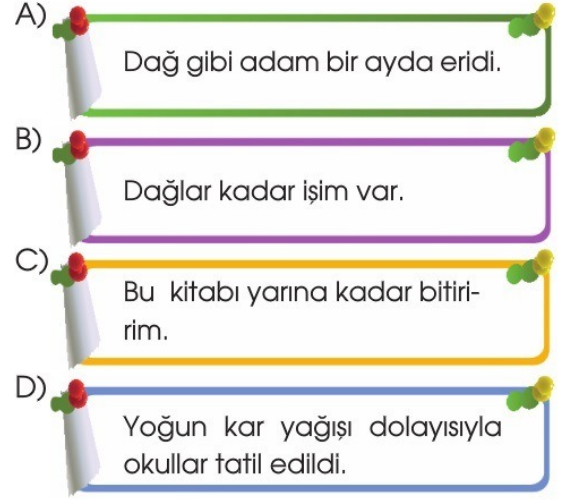 A)
Dağ gibi adam bir ayda eridi.
B)
Dağlar kadar işim var.
C)
Bu kitabı yarına kadar bitiri-
rim.
D)
Yoğun kar yağışı dolayısıyla
okullar tatil edildi.